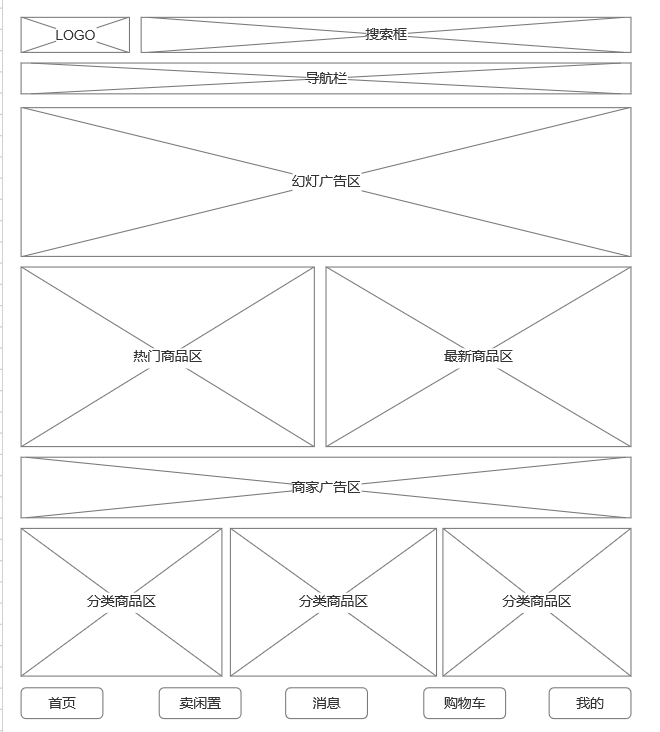 LOGO
搜索框
导航栏
幻灯广告区
热门商品区
最新商品区
商家广告区
分类商品区
分类商品区
分类商品区
首页
卖闲置
消息
购物车
我的